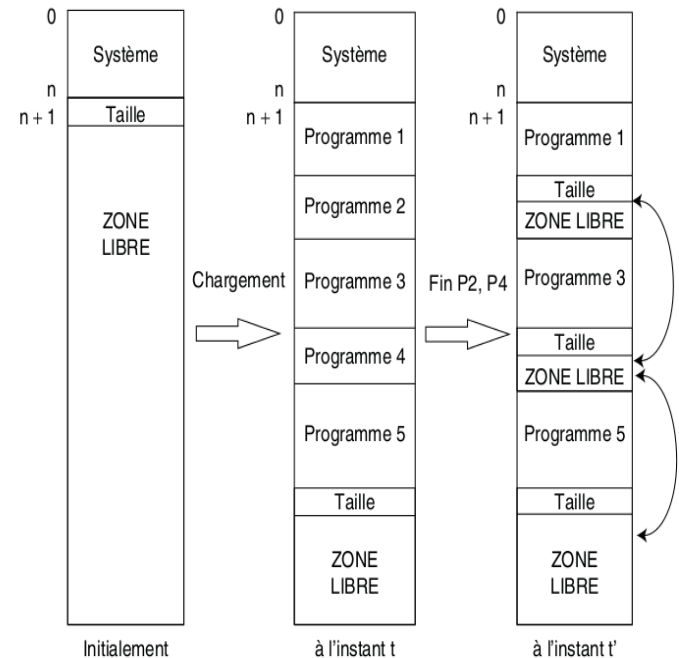 0
Système
n
n + 1
Taille
ZONE
LIBRE
Initialement
Chargement
0
Système
n
n + 1
Programme 1
Programme 2
Programme 3
Programme 4
Programme 5
Taille
ZONE
LIBRE
à l'instant t
Fin P2, P4
0
Système
n
n + 1
Programme 1
Taille
ZONE LIBRE
Programme 3
Taille
ZONE LIBRE
Programme 5
Taille
ZONE
LIBRE
à l'instant t'